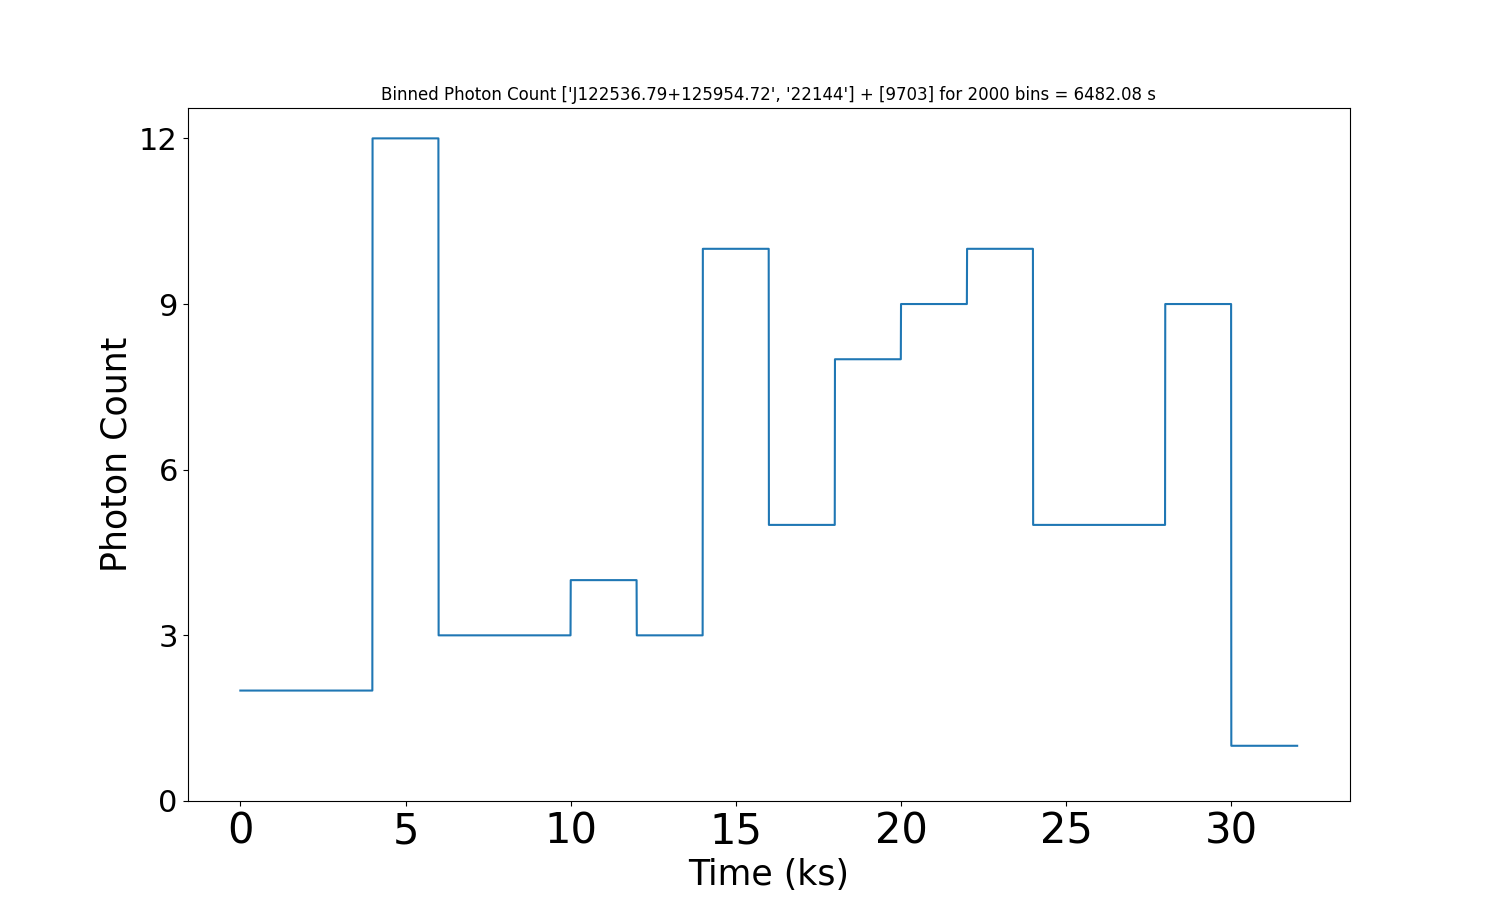 Binned Photon Count ['J122536.79+125954.72', '22144'] + [9703] for 2000 bins = 6482.08 s
12
9
6
3
0
Photon Count
0 5 10 15 20 25 30
Time (ks)